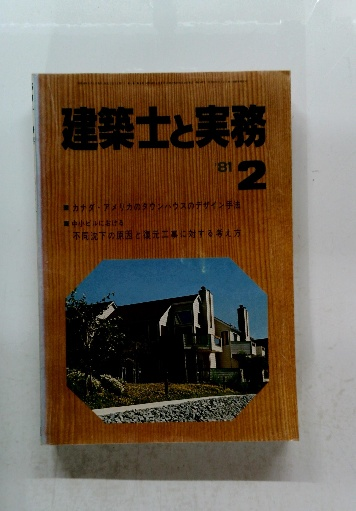 建築士と実務
'81 2
■ カナダ・アメリカのタウンハウスのデザイン手法
■ 中小ビルにおける
不同沈下の原因と復元工事に対する考え方